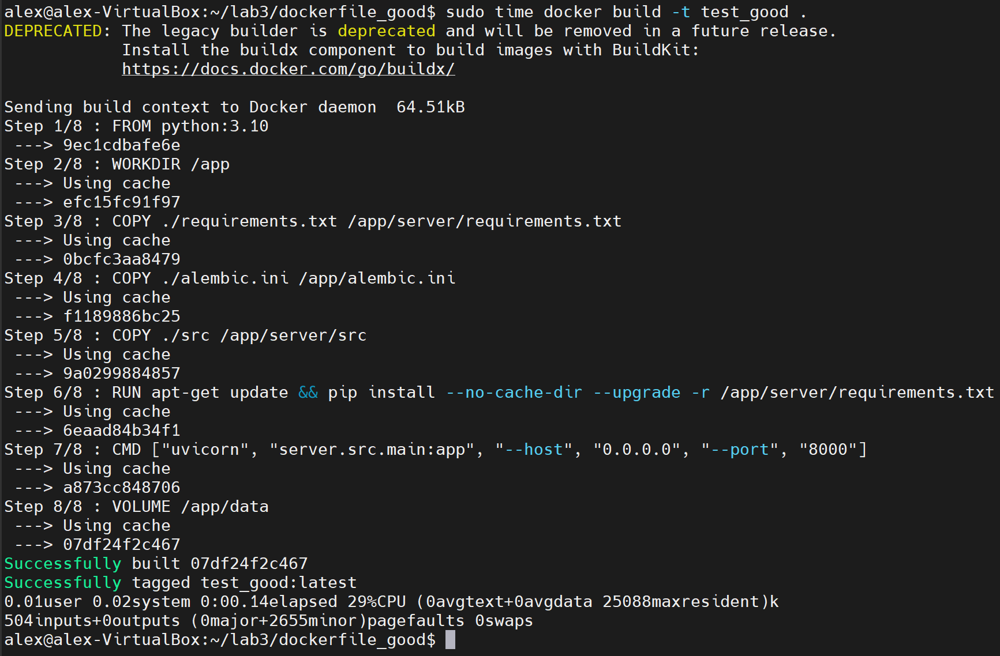 alex@alex-VirtualBox:~/lab3/dockerfile_good$ sudo time docker build -t test_good .
DEPRECATED: The legacy builder is deprecated and will be removed in a future release.
            Install the buildx component to build images with BuildKit:
            https://docs.docker.com/go/buildx/

Sending build context to Docker daemon  64.51kB
Step 1/8 : FROM python:3.10
 ---> 9ec1cdbafe6e
Step 2/8 : WORKDIR /app
 ---> Using cache
 ---> efc15fc91f97
Step 3/8 : COPY ./requirements.txt /app/server/requirements.txt
 ---> Using cache
 ---> 0bcfc3aa8479
Step 4/8 : COPY ./alembic.ini /app/alembic.ini
 ---> Using cache
 ---> f1189886bc25
Step 5/8 : COPY ./src /app/server/src
 ---> Using cache
 ---> 9a0299884857
Step 6/8 : RUN apt-get update && pip install --no-cache-dir --upgrade -r /app/server/requirements.txt
 ---> Using cache
 ---> 6eaad84b34f1
Step 7/8 : CMD ["uvicorn", "server.src.main:app", "--host", "0.0.0.0", "--port", "8000"]
 ---> Using cache
 ---> a873cc848706
Step 8/8 : VOLUME /app/data
 ---> Using cache
 ---> 07df24f2c467
Successfully built 07df24f2c467
Successfully tagged test_good:latest
0.01user 0.02system 0:00.14elapsed 29%CPU (0avgtext+0avgdata 25088maxresident)k
504inputs+0outputs (0major+2655minor)pagefaults 0swaps
alex@alex-VirtualBox:~/lab3/dockerfile_good$